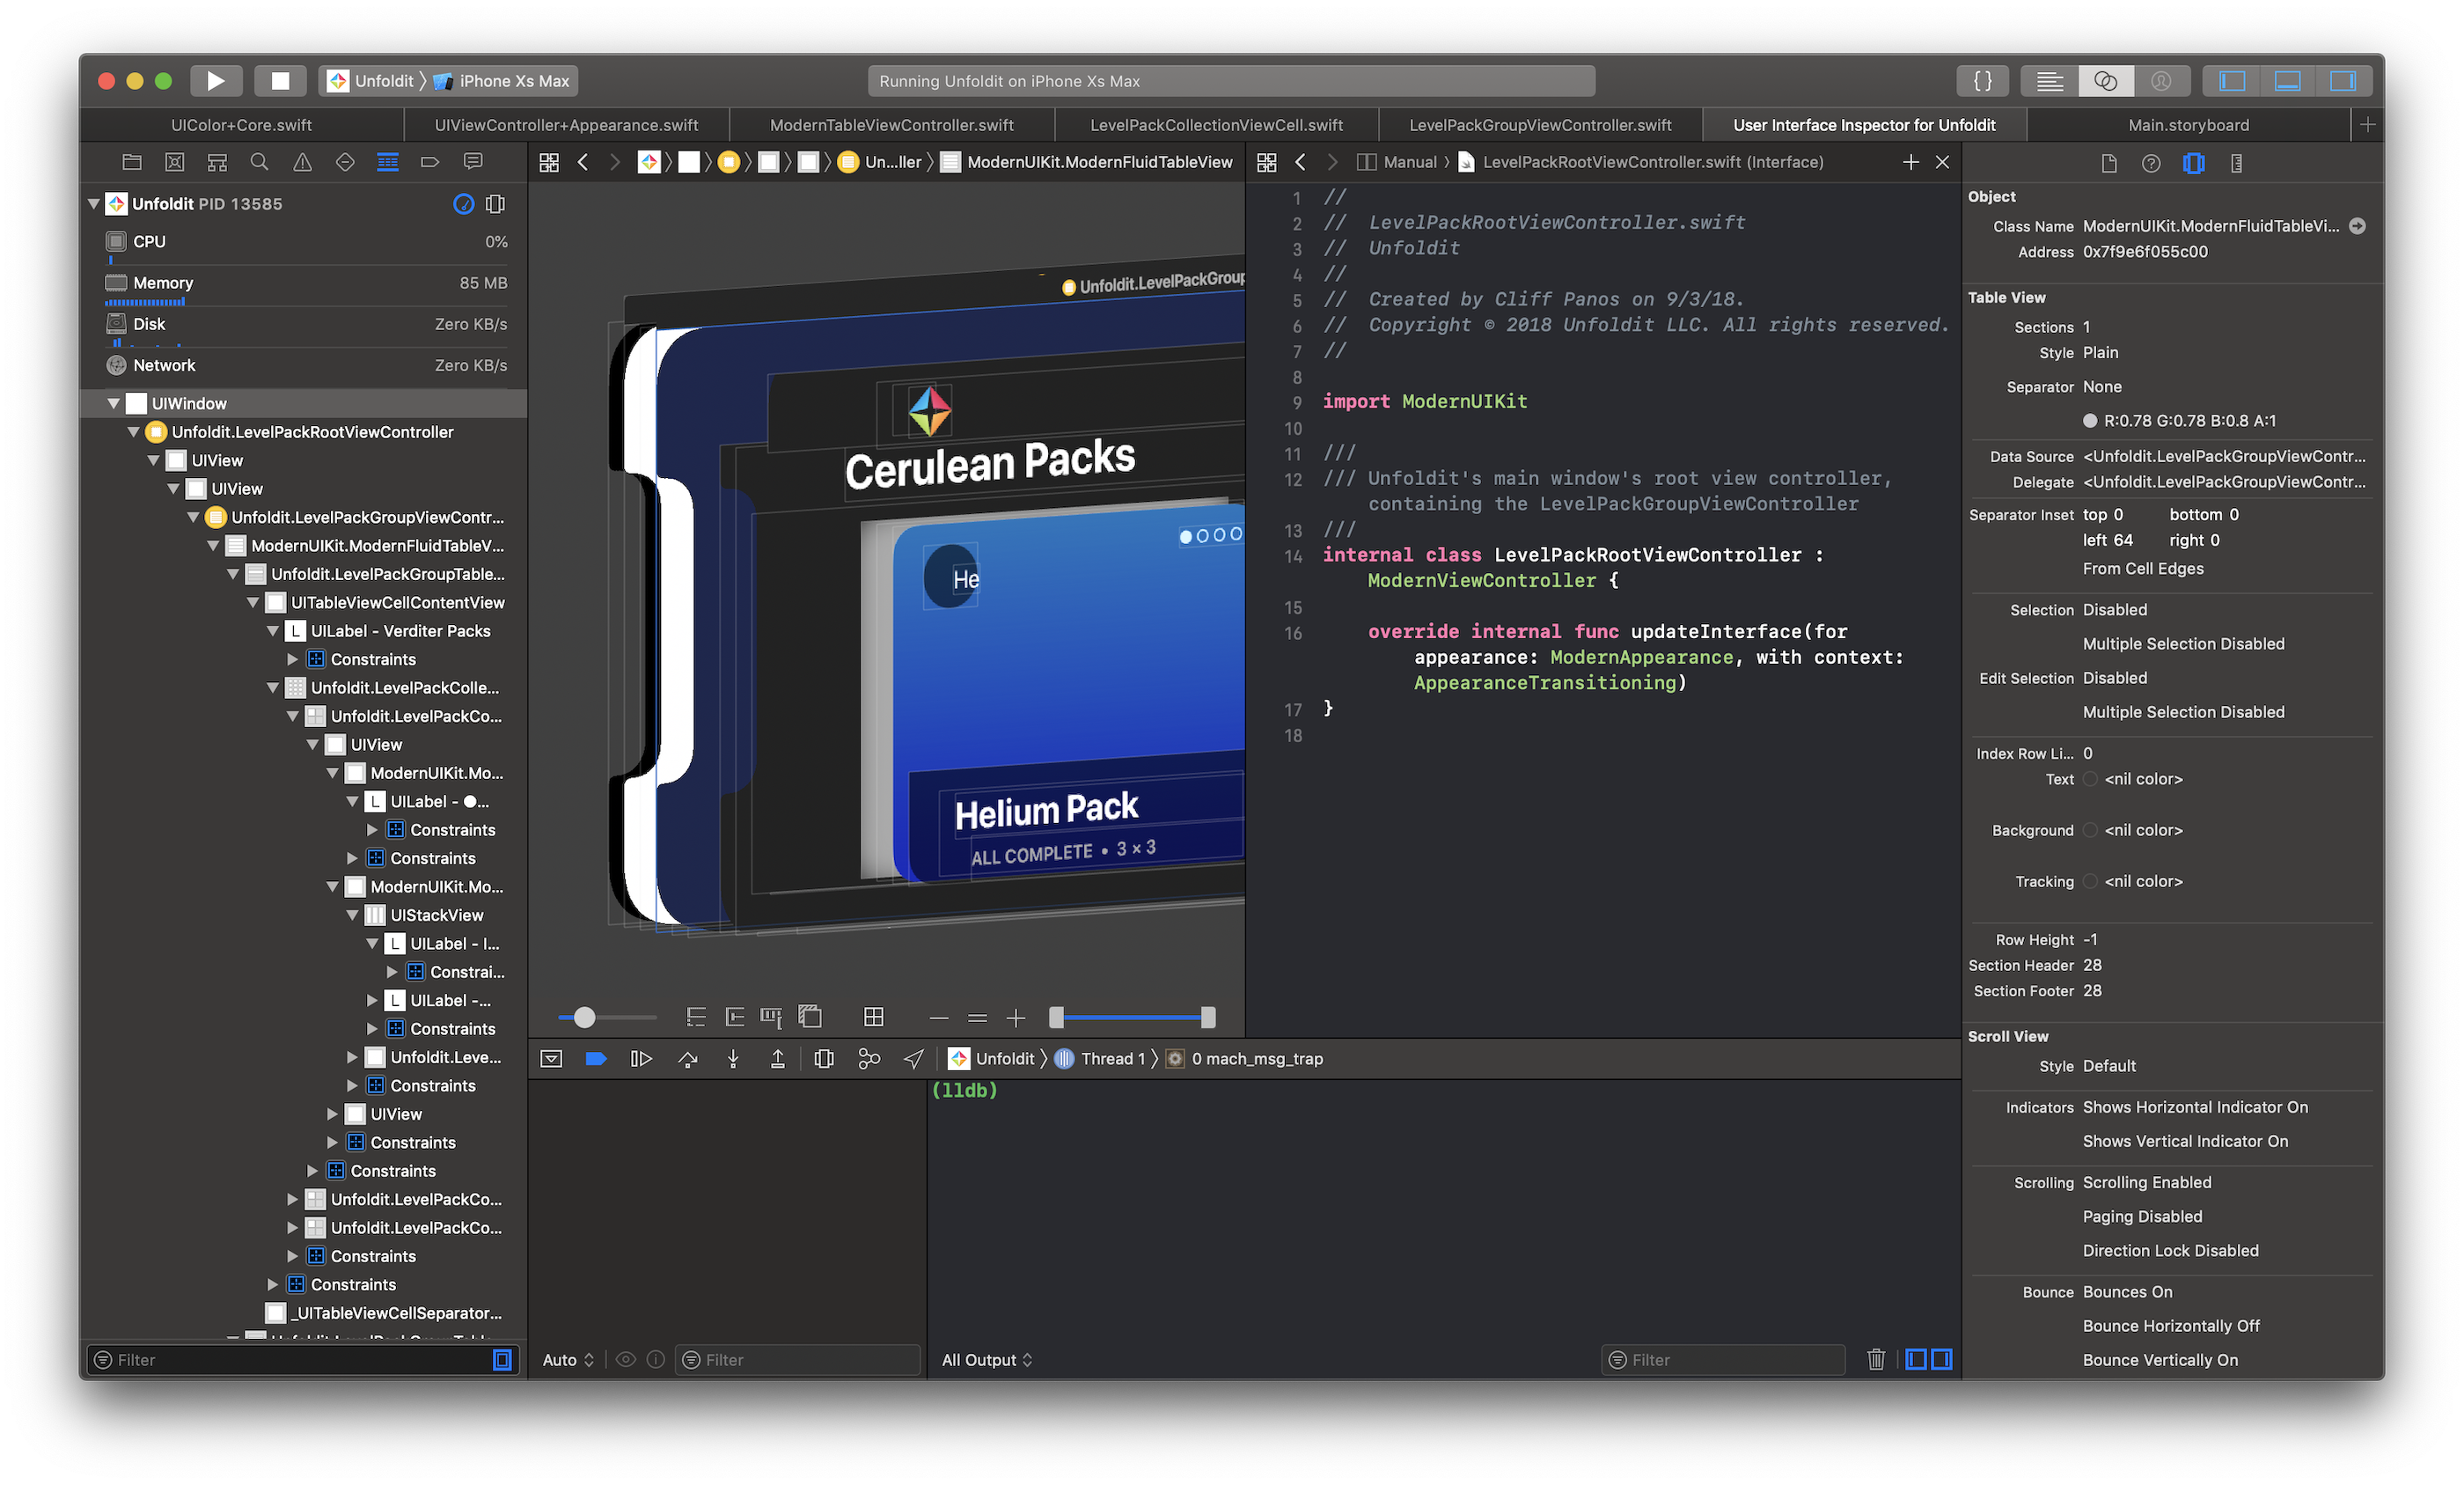 Unfoldit 〉 iPhone Xs Max
Running Unfoldit on iPhone Xs Max
{ }
UIColor+Core.swift
UIViewController+Appearance.swift
ModernTableViewController.swift
LevelPackCollectionViewCell.swift
LevelPackGroupViewController.swift
User Interface Inspector for Unfoldit
Main.storyboard
Unfoldit PID 13585
CPU 0%
Memory 85 MB
Disk Zero KB/s
Network Zero KB/s
UIWindow
Unfoldit.LevelPackRootViewController
UIView
UIView
Unfoldit.LevelPackGroupViewContr...
ModernUIKit.ModernFluidTableV...
Unfoldit.LevelPackGroupTable...
UITableViewCellContentView
L UILabel - Verditer Packs
Constraints
Unfoldit.LevelPackColle...
Unfoldit.LevelPackCo...
UIView
ModernUIKit.Mo...
L UILabel - ●...
Constraints
Constraints
ModernUIKit.Mo...
UIStackView
L UILabel - I...
Constrai...
L UILabel -...
Constraints
Unfoldit.Leve...
Constraints
UIView
Constraints
Constraints
Unfoldit.LevelPackCo...
Unfoldit.LevelPackCo...
Constraints
Constraints
_UITableViewCellSeparator...
Filter
Un...ller 〉 ModernUIKit.ModernFluidTableView
Unfoldit.LevelPackGroup
Cerulean Packs
He
Helium Pack
ALL COMPLETE • 3 × 3
Manual 〉 LevelPackRootViewController.swift (Interface)
1 //
2 // LevelPackRootViewController.swift
3 // Unfoldit
4 //
5 // Created by Cliff Panos on 9/3/18.
6 // Copyright © 2018 Unfoldit LLC. All rights reserved.
7 //
8
9 import ModernUIKit
10
11 ///
12 /// Unfoldit's main window's root view controller,
containing the LevelPackGroupViewController
13 ///
14 internal class LevelPackRootViewController :
ModernViewController {
15
16 override internal func updateInterface(for
appearance: ModernAppearance, with context:
AppearanceTransitioning)
17 }
18
Unfoldit 〉 Thread 1 〉 0 mach_msg_trap
(lldb)
Auto
Filter
All Output
Filter
Object
Class Name ModernUIKit.ModernFluidTableVi...
Address 0x7f9e6f055c00
Table View
Sections 1
Style Plain
Separator None
R:0.78 G:0.78 B:0.8 A:1
Data Source <Unfoldit.LevelPackGroupViewContr...
Delegate <Unfoldit.LevelPackGroupViewContr...
Separator Inset top 0 bottom 0
left 64 right 0
From Cell Edges
Selection Disabled
Multiple Selection Disabled
Edit Selection Disabled
Multiple Selection Disabled
Index Row Li... 0
Text <nil color>
Background <nil color>
Tracking <nil color>
Row Height -1
Section Header 28
Section Footer 28
Scroll View
Style Default
Indicators Shows Horizontal Indicator On
Shows Vertical Indicator On
Scrolling Scrolling Enabled
Paging Disabled
Direction Lock Disabled
Bounce Bounces On
Bounce Horizontally Off
Bounce Vertically On